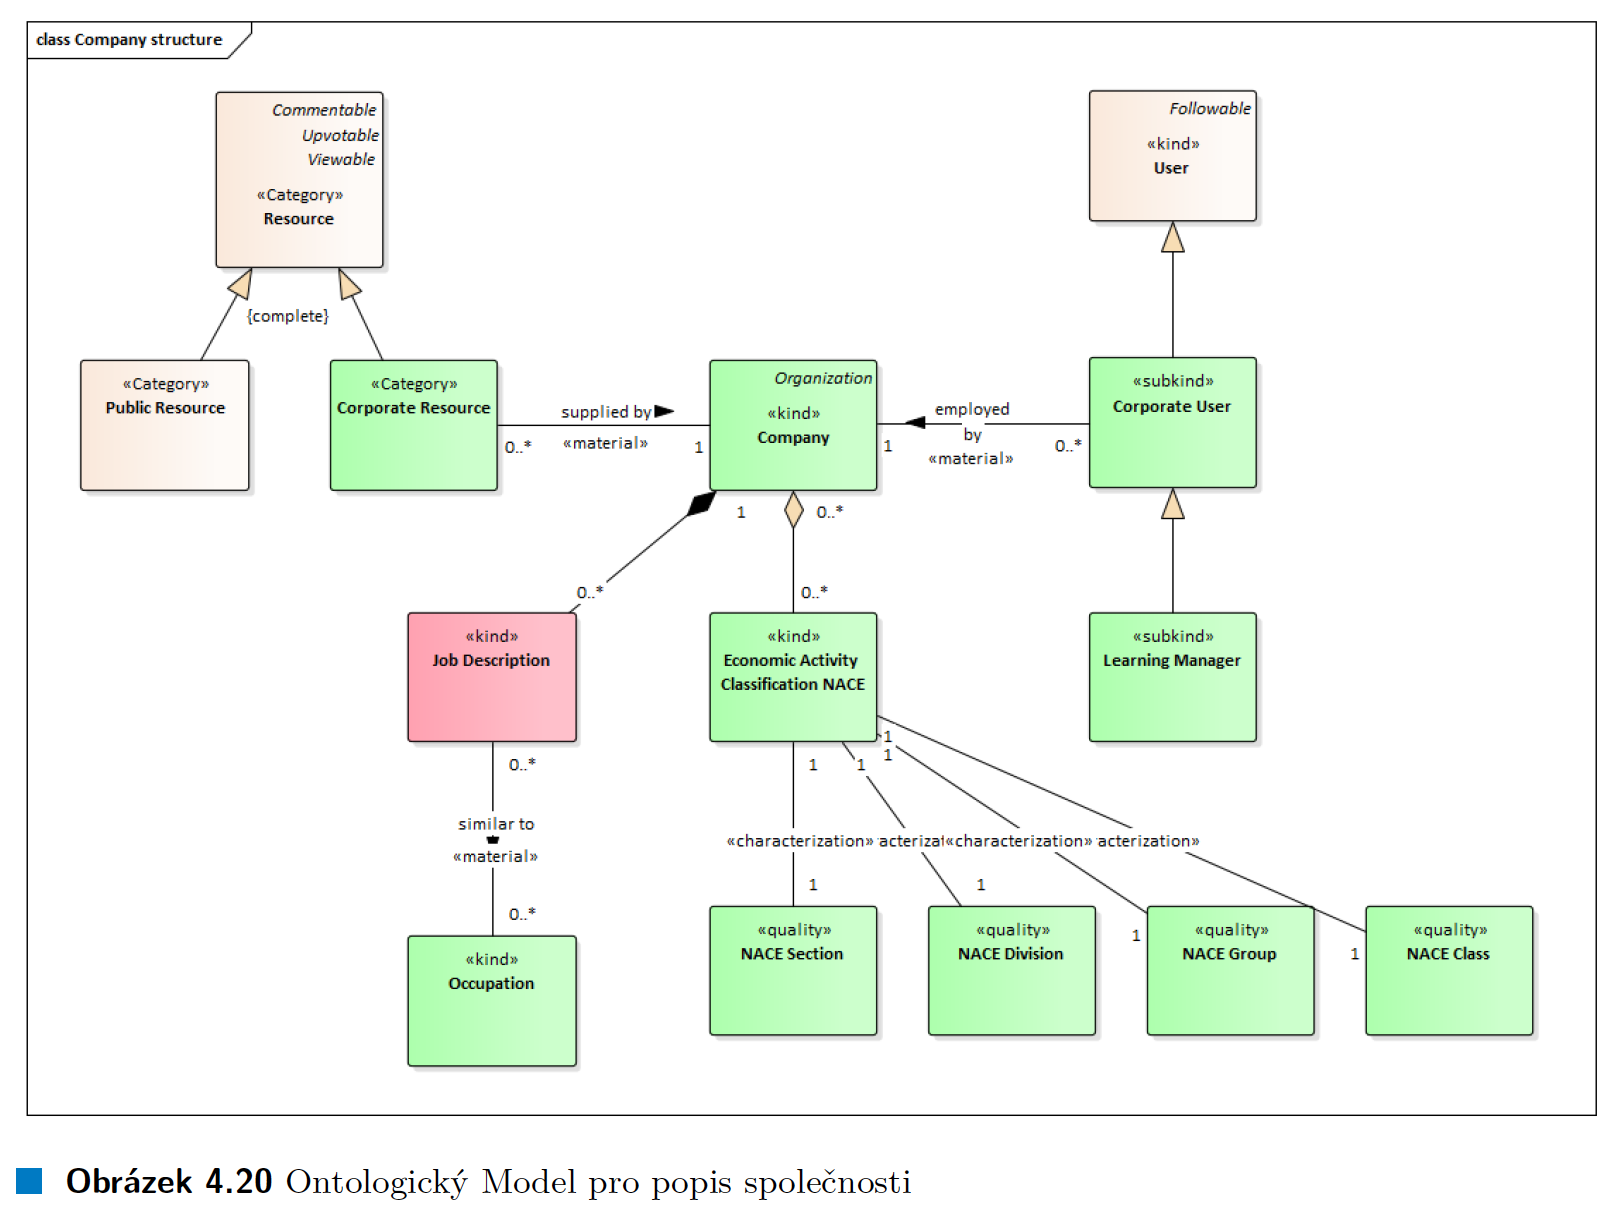 class Company structure
Commentable
Upvotable
Viewable
«Category»
Resource
Followable
«kind»
User
{complete}
«Category»
Public Resource
«Category»
Corporate Resource
supplied by
«material»
0..*
1
Organization
«kind»
Company
employed
by
«material»
1
0..*
«subkind»
Corporate User
1
0..*
0..*
0..*
«kind»
Job Description
«kind»
Economic Activity
Classification NACE
«subkind»
Learning Manager
0..*
1
1
1
1
similar to
«material»
«characterization»
acterizat
«characterization»
acterization»
0..*
1
1
1
1
«kind»
Occupation
«quality»
NACE Section
«quality»
NACE Division
«quality»
NACE Group
«quality»
NACE Class
Obrázek 4.20 Ontologický Model pro popis společnosti